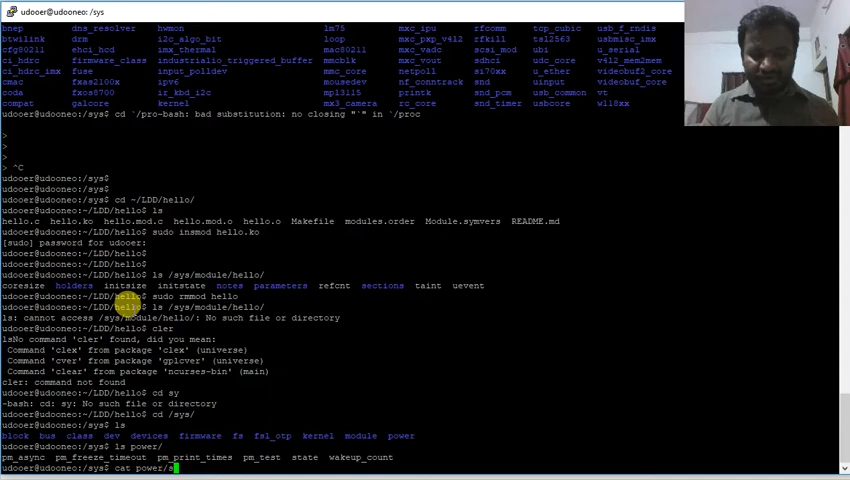 udooer@udooneo: /sys
bnep dns_resolver hwmon lm75 mxc_ipu rfcomm tcp_cubic usb_f_rndis
btwilink drm i2c_algo_bit loop mxc_pxp_v4l2 rfkill tsl2563 usbmisc_imx
cfg80211 ehci_hcd imx_thermal mac80211 mxc_vadc scsi_mod ubi u_serial
ci_hdrc firmware_class industrialio_triggered_buffer mmcblk mxc_vout sdhci udc_core v4l2_mem2mem
ci_hdrc_imx fuse input_polldev mmc_core netpoll si70xx u_ether videobuf2_core
cmac fxas2100x ipv6 mousedev nf_conntrack snd usbcore videobuf_core
coda fxos8700 ir_kbd_i2c mpl3115 printk snd_pcm usb_common vt
compat galcore kernel mx3_camera rc_core snd_timer usbcore wl18xx
udooer@udooneo:/sys$ cd `/pro-bash: bad substitution: no closing "`" in `/proc
>
>
>
> ^C
udooer@udooneo:/sys$
udooer@udooneo:/sys$
udooer@udooneo:/sys$ cd ~/LDD/hello/
udooer@udooneo:~/LDD/hello$ ls
hello.c hello.ko hello.mod.c hello.mod.o hello.o Makefile modules.order Module.symvers README.md
udooer@udooneo:~/LDD/hello$ sudo insmod hello.ko
[sudo] password for udooer:
udooer@udooneo:~/LDD/hello$
udooer@udooneo:~/LDD/hello$
udooer@udooneo:~/LDD/hello$ ls /sys/module/hello/
coresize holders initsize initstate notes parameters refcnt sections taint uevent
udooer@udooneo:~/LDD/hello$ sudo rmmod hello
udooer@udooneo:~/LDD/hello$ ls /sys/module/hello/
ls: cannot access /sys/module/hello/: No such file or directory
udooer@udooneo:~/LDD/hello$ cler
lsNo command 'cler' found, did you mean:
Command 'clex' from package 'clex' (universe)
Command 'cver' from package 'gplcver' (universe)
Command 'clear' from package 'ncurses-bin' (main)
cler: command not found
udooer@udooneo:~/LDD/hello$ cd sy
-bash: cd: sy: No such file or directory
udooer@udooneo:~/LDD/hello$ cd /sys/
udooer@udooneo:/sys$ ls
block bus class dev devices firmware fs fsl_otp kernel module power
udooer@udooneo:/sys$ ls power/
pm_async pm_freeze_timeout pm_print_times pm_test state wakeup_count
udooer@udooneo:/sys$ cat power/s